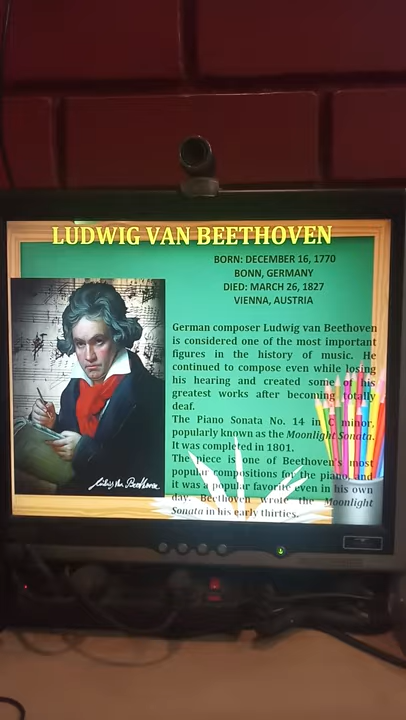 LUDWIG VAN BEETHOVEN
BORN: DECEMBER 16, 1770
BONN, GERMANY
DIED: MARCH 26, 1827
VIENNA, AUSTRIA
German composer Ludwig van Beethoven
is considered one of the most important
figures in the history of music. He
continued to compose even while losing
his hearing and created some of his
greatest works after becoming totally
deaf.
The Piano Sonata No. 14 in C minor,
popularly known as the Moonlight Sonata.
It was completed in 1801.
The piece is one of Beethoven's most
popular compositions for the piano, and
it was a popular favorite even in his own
day. Beethoven wrote the Moonlight
Sonata in his early thirties.
Ludwig van Beethoven